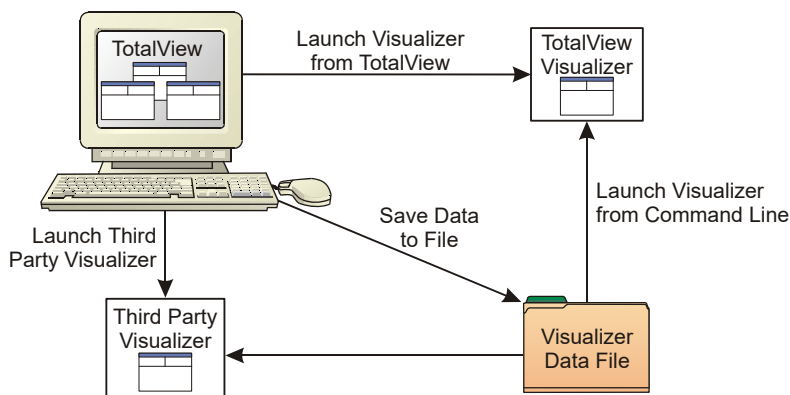 TotalView
Launch Visualizer
from TotalView
TotalView
Visualizer
Launch Visualizer
from Command Line
Save Data
to File
Launch Third
Party Visualizer
Third Party
Visualizer
Visualizer
Data File